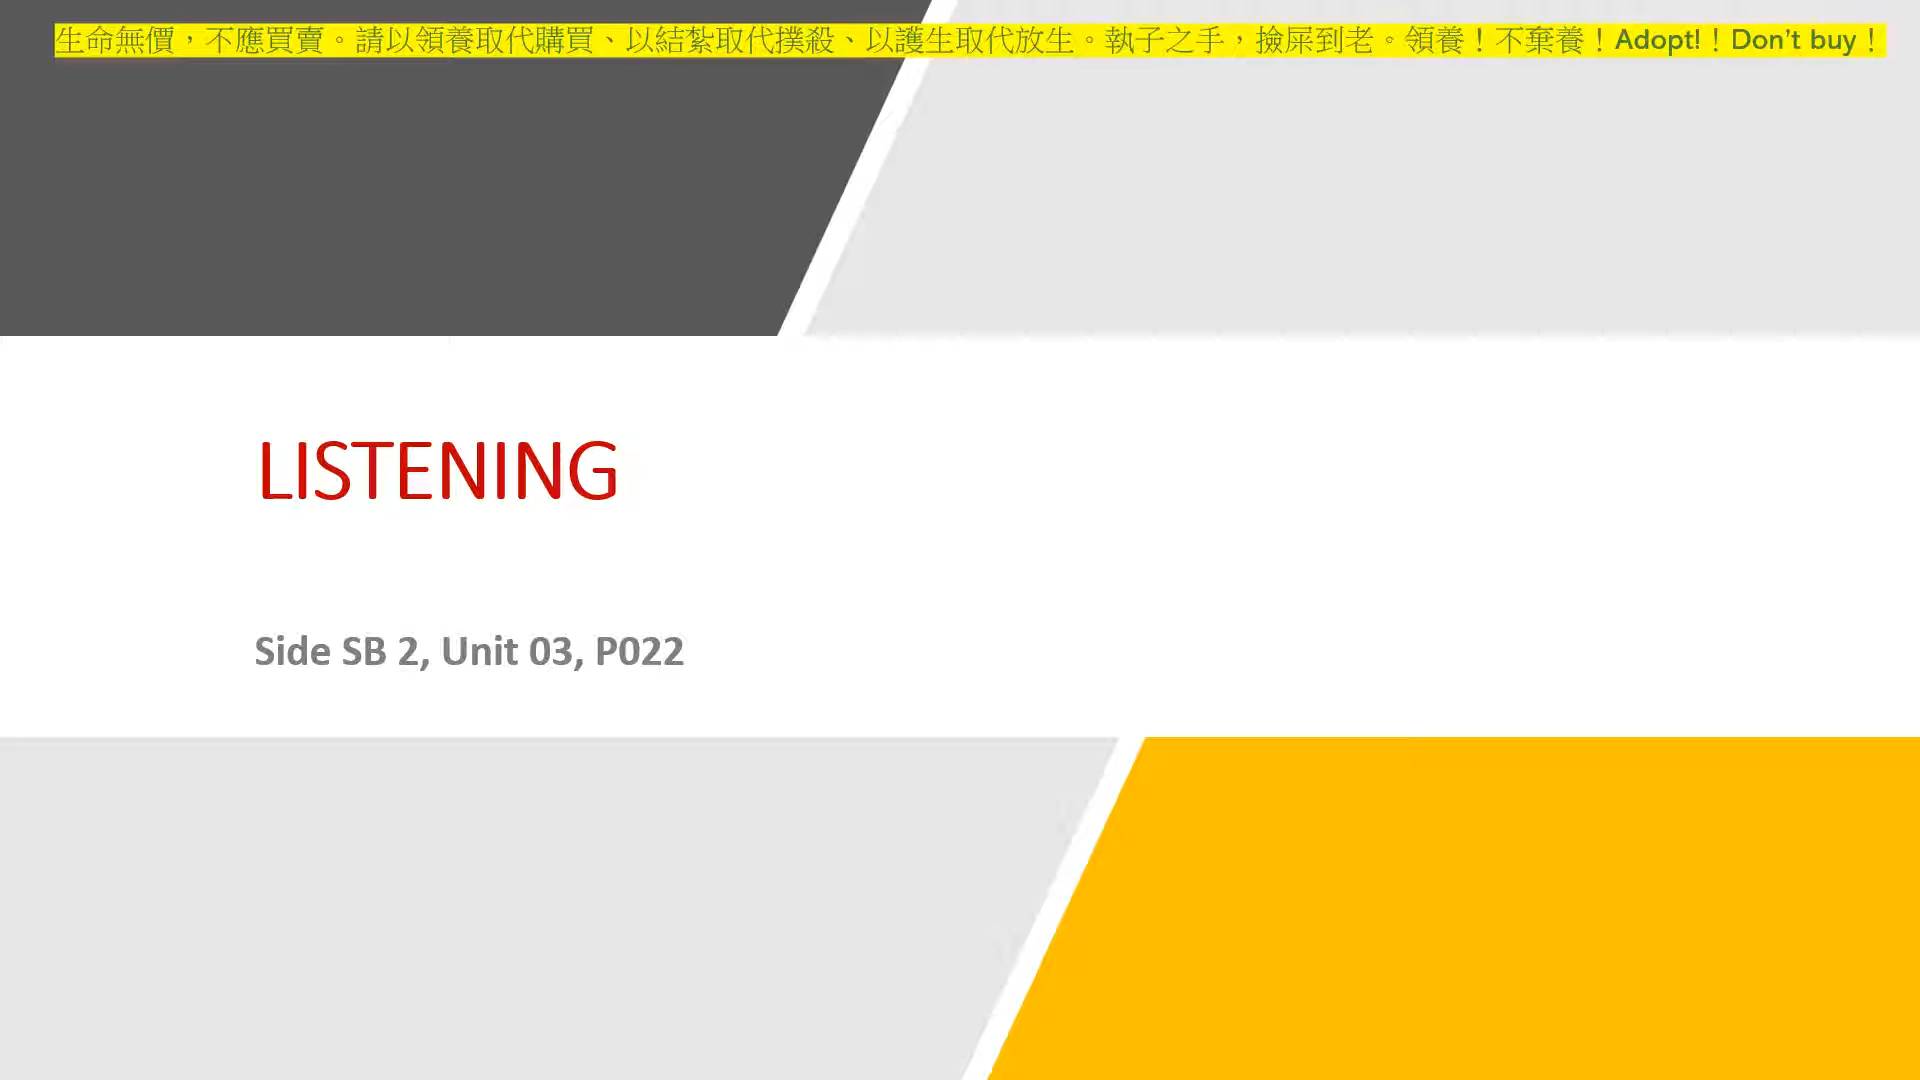 生命無價，不應買賣。請以領養取代購買、以結紮取代撲殺、以護生取代放生。執子之手，撿屎到老。領養！不棄養！Adopt!！Don't buy！
LISTENING
Side SB 2, Unit 03, P022